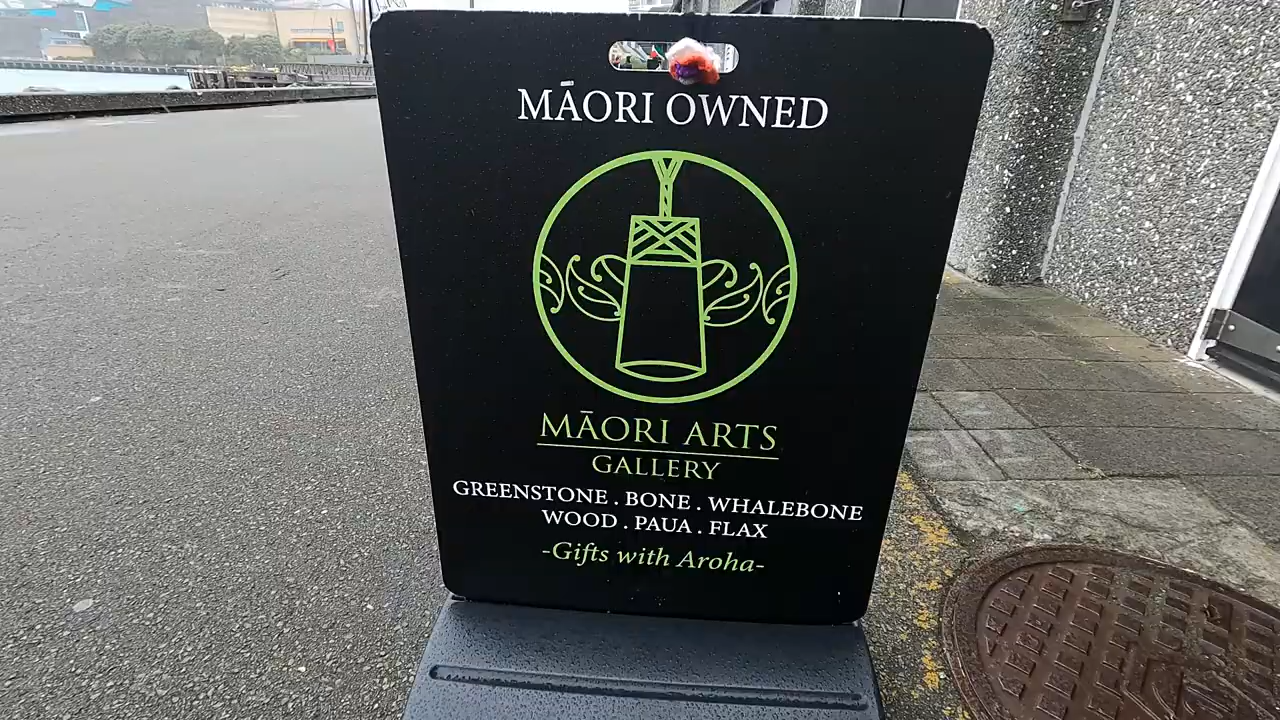 MĀORI OWNED
MĀORI ARTS
GALLERY
GREENSTONE . BONE . WHALEBONE
WOOD . PAUA . FLAX
-Gifts with Aroha-